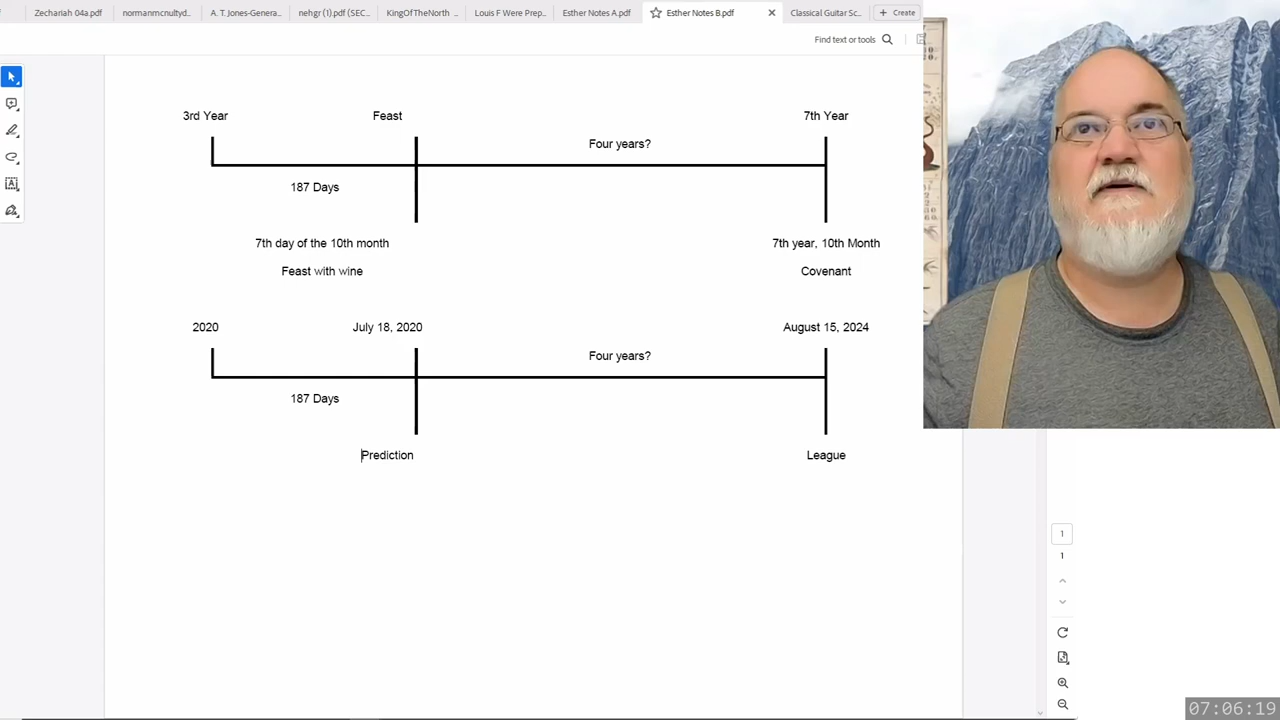 Zechariah 04a.pdf
normanmcnultyd...
A. T. Jones-Genera...
nehgr (1).pdf (SEC...
KingOfTheNorth ...
Louis F Were Prep...
Esther Notes A.pdf
Esther Notes B.pdf
Classical Guitar Sc...
Create
Find text or tools
3rd Year
Feast
7th Year
Four years?
187 Days
7th day of the 10th month
7th year, 10th Month
Feast with wine
Covenant
2020
July 18, 2020
August 15, 2024
Four years?
187 Days
Prediction
League
1
1
07:06:19